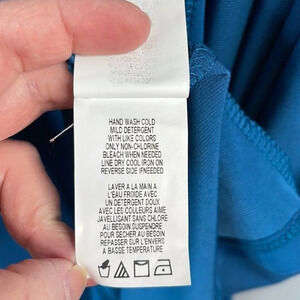 HAND WASH COLD
MILD DETERGENT
WITH LIKE COLORS
ONLY NON-CHLORINE
BLEACH WHEN NEEDED
LINE DRY COOL IRON ON
REVERSE SIDE IFNEEDED
LAVER A LA MAIN A
L'EAU FROIDE AVEC
UN DETERGENT DOUX
AVEC LES COULEURS AIME
JAVELLISANT SANS CHLORE
AU BESOIN SUSPENDRE
POUR SECHER AU BESOIN
REPASSER SUR L'ENVERS
A BASSE TEMPERATURE